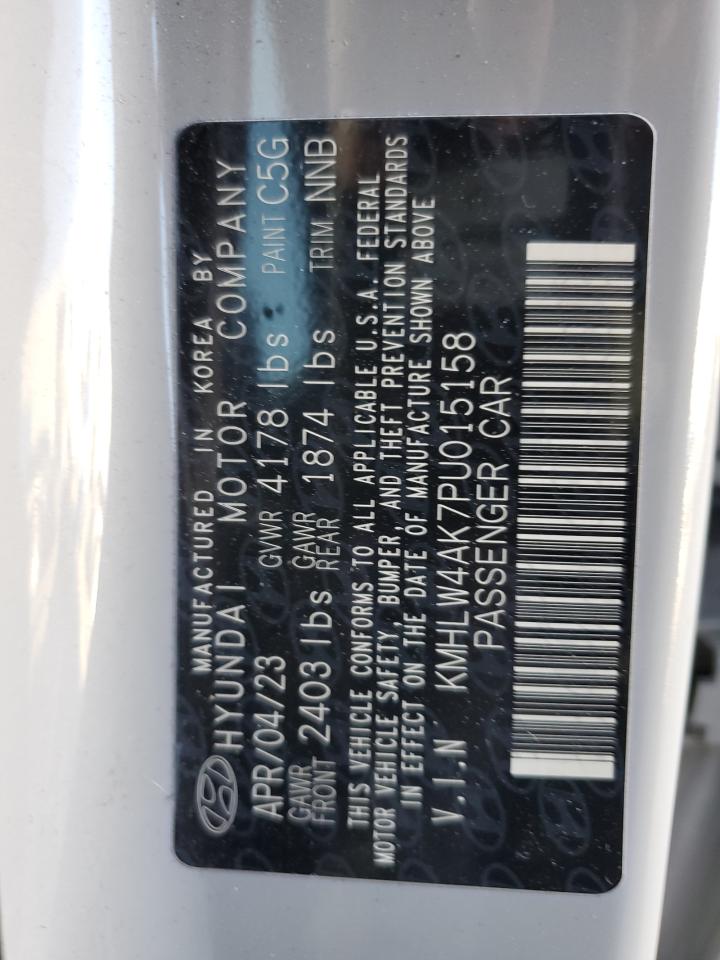 MANUFACTURED IN KOREA BY
HYUNDAI MOTOR COMPANY
APR/04/23 GVWR 4178 lbs PAINT C5G
GAWR FRONT 2403 lbs GAWR REAR 1874 lbs TRIM NNB
THIS VEHICLE CONFORMS TO ALL APPLICABLE U.S.A. FEDERAL
MOTOR VEHICLE SAFETY, BUMPER, AND THEFT PREVENTION STANDARDS
IN EFFECT ON THE DATE OF MANUFACTURE SHOWN ABOVE
V.I.N KMHLW4AK7PU015158
PASSENGER CAR